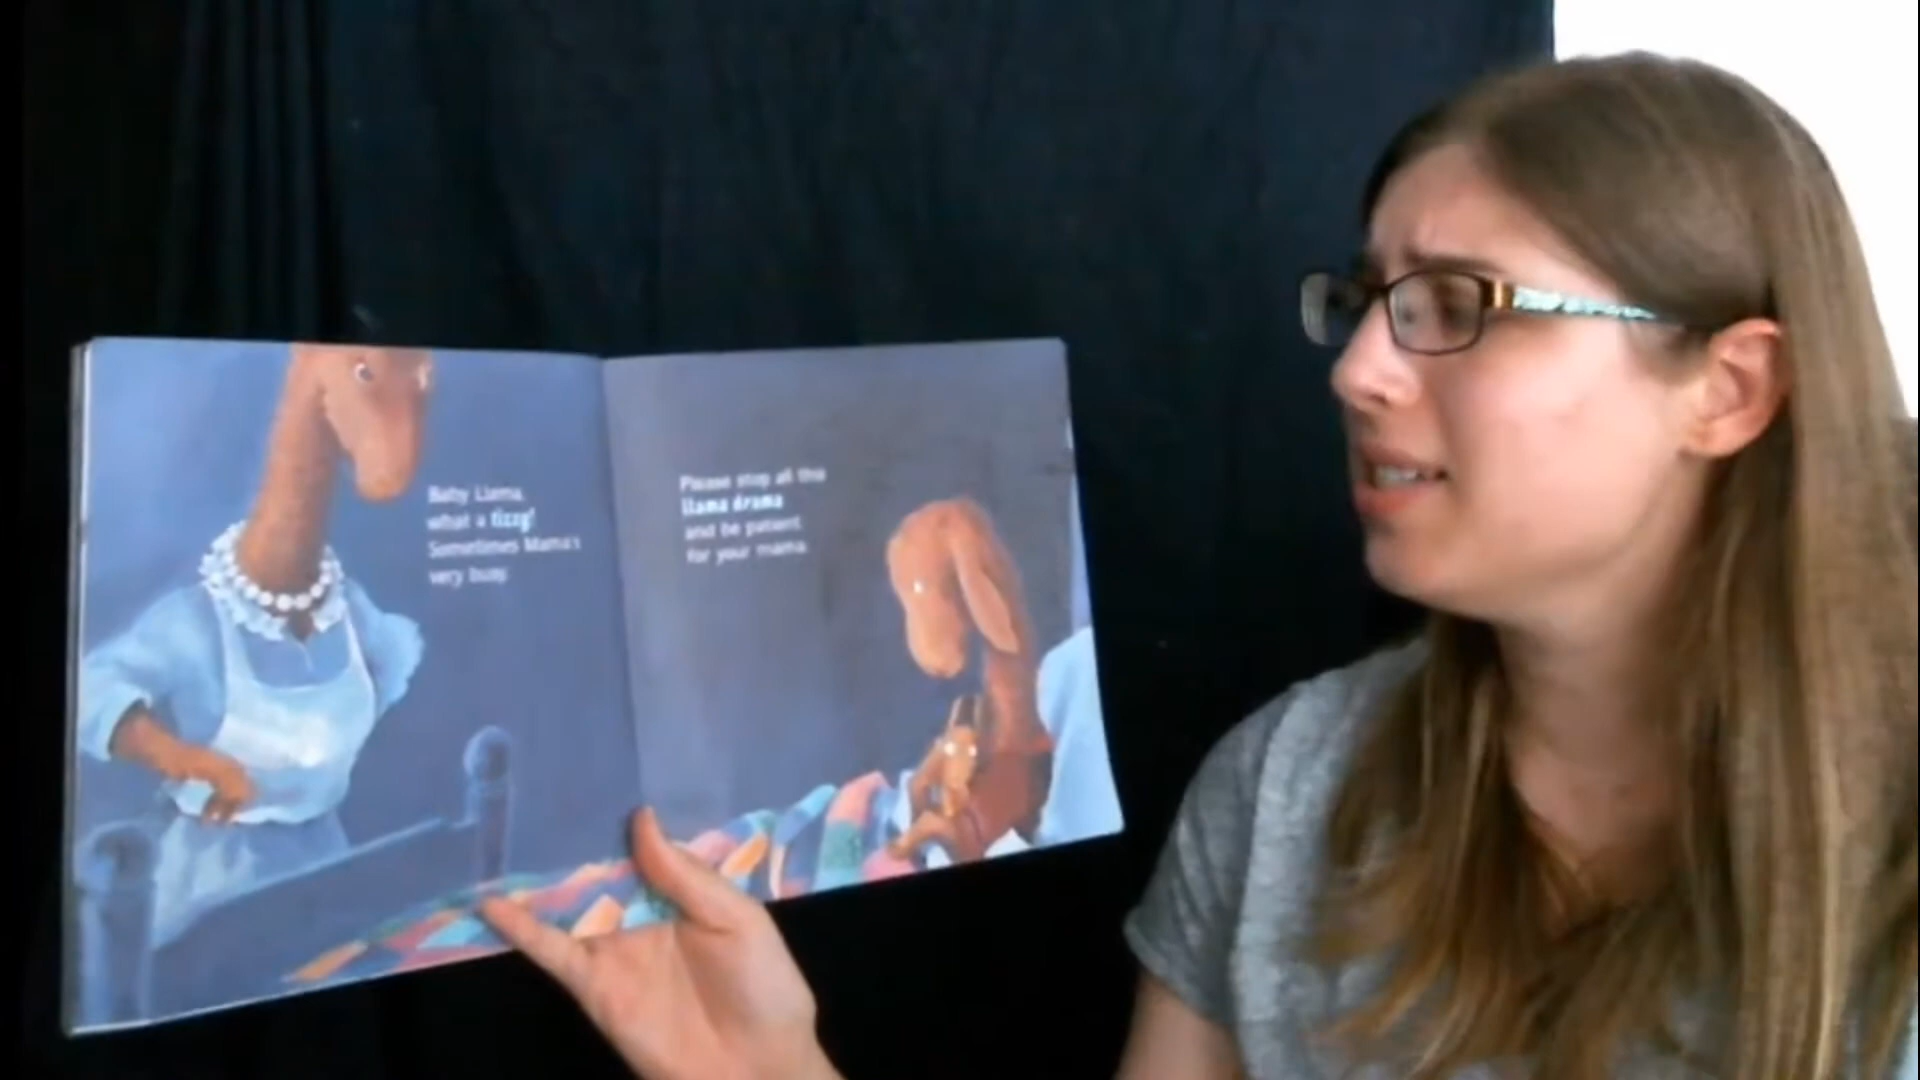 Baby Llama,
what a tizzy!
Sometimes Mama's
very busy.
Please stop all this
llama drama
and be patient
for your mama.